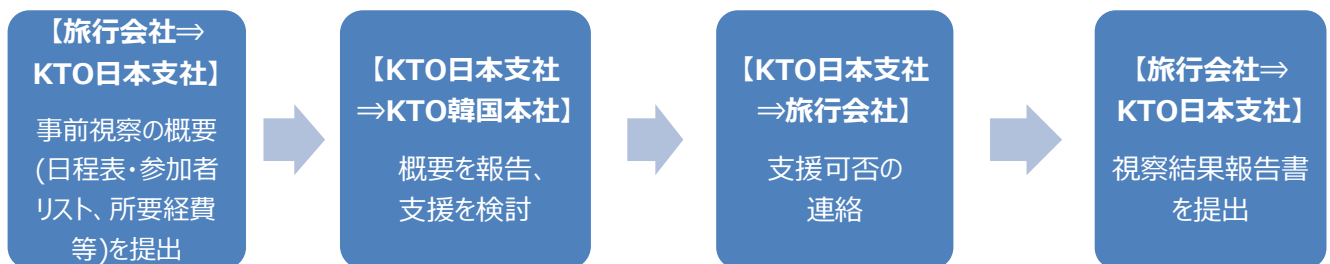 【旅行会社⇒
KTO日本支社】
事前視察の概要
(日程表・参加者
リスト、所要経費
等)を提出
【KTO日本支社
⇒KTO韓国本社】
概要を報告、
支援を検討
【KTO日本支社
⇒旅行会社】
支援可否の
連絡
【旅行会社⇒
KTO日本支社】
視察結果報告書
を提出